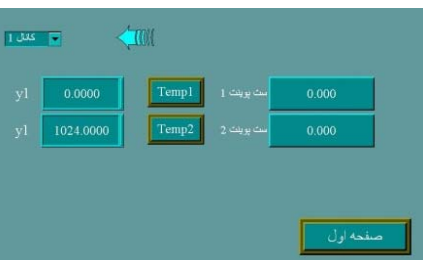 کانال 1
y1 0.0000 Temp1 ست پوینت 1 0.000
y1 1024.0000 Temp2 ست پوینت 2 0.000
صفحه اول